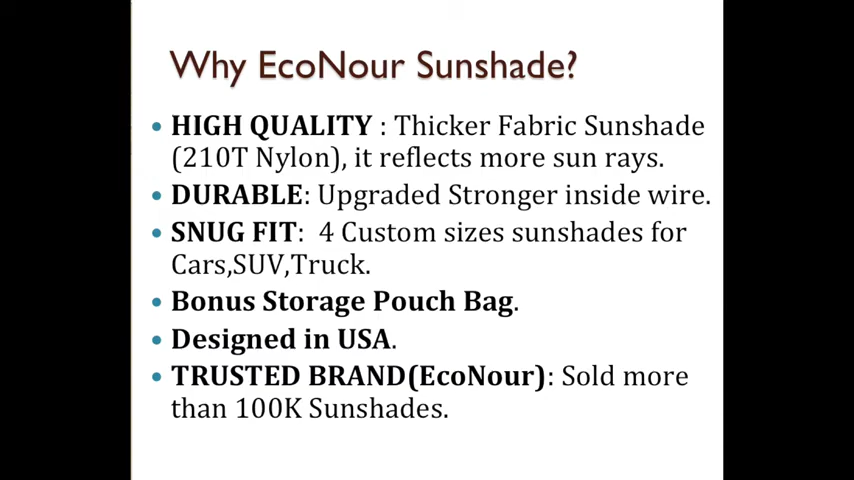 Why EcoNour Sunshade?
• HIGH QUALITY : Thicker Fabric Sunshade
(210T Nylon), it reflects more sun rays.
• DURABLE: Upgraded Stronger inside wire.
• SNUG FIT:  4 Custom sizes sunshades for
Cars,SUV,Truck.
• Bonus Storage Pouch Bag.
• Designed in USA.
• TRUSTED BRAND(EcoNour): Sold more
than 100K Sunshades.